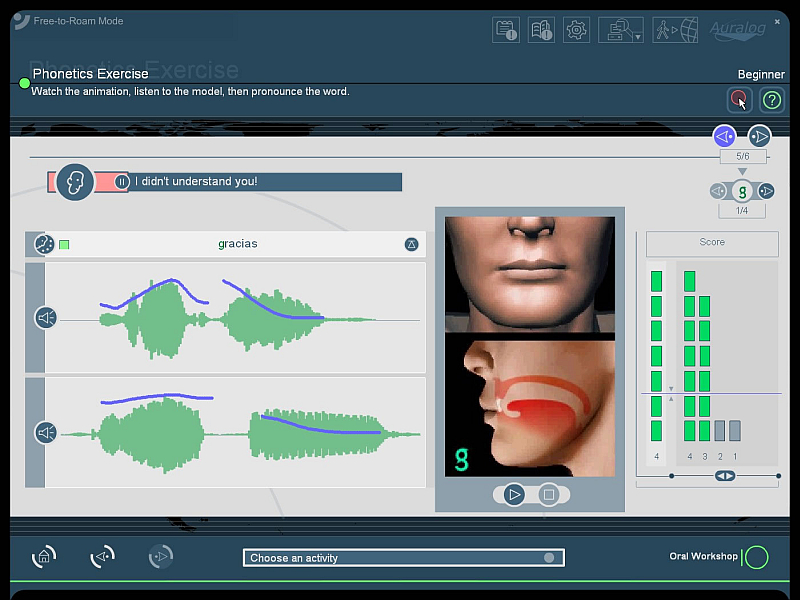 Free-to-Roam Mode
Auralog
Phonetics Exercise
Phonetics Exercise
Beginner
Watch the animation, listen to the model, then pronounce the word.
5/6
I didn't understand you!
g
1/4
gracias
Score
g
4 4 3 2 1
Choose an activity
Oral Workshop